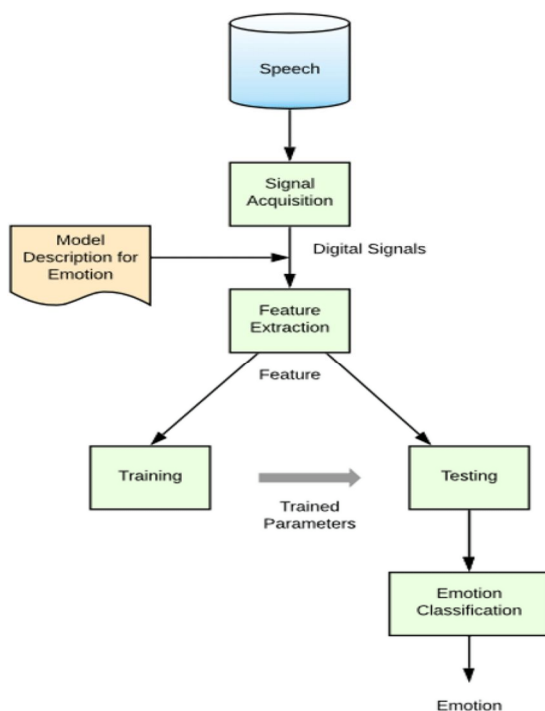 Speech
Signal
Acquisition
Model
Description for
Emotion
Digital Signals
Feature
Extraction
Feature
Training
Trained
Parameters
Testing
Emotion
Classification
Emotion